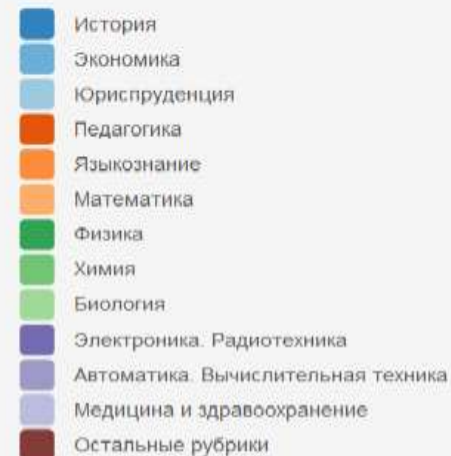 История
Экономика
Юриспруденция
Педагогика
Языкознание
Математика
Физика
Химия
Биология
Электроника. Радиотехника
Автоматика. Вычислительная техника
Медицина и здравоохранение
Остальные рубрики